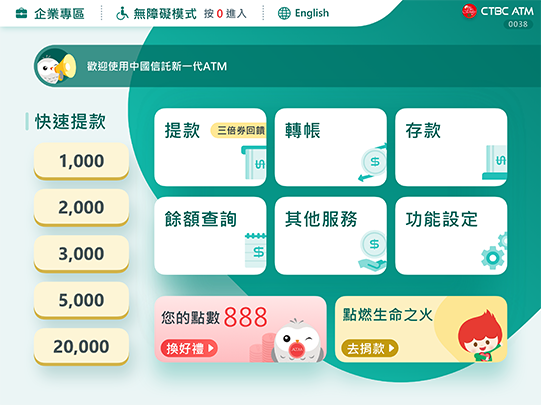 企業專區
無障礙模式 按 0 進入
English
CTBC ATM
0038
歡迎使用中國信託新一代ATM
快速提款
1,000
2,000
3,000
5,000
20,000
提款
三倍券回饋
轉帳
存款
餘額查詢
其他服務
功能設定
您的點數 888
換好禮
點燃生命之火
去捐款